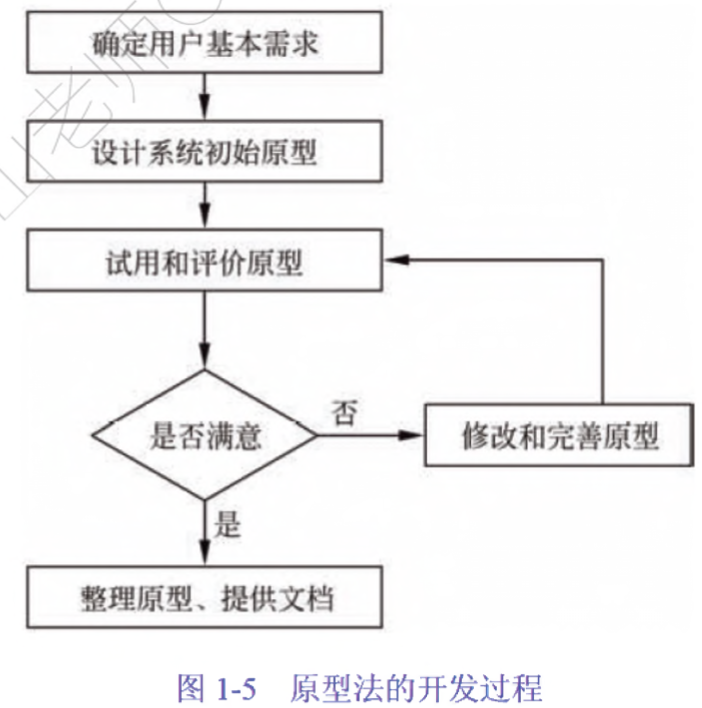 确定用户基本需求
设计系统初始原型
试用和评价原型
是否满意
否
修改和完善原型
是
整理原型、提供文档
图 1-5 原型法的开发过程